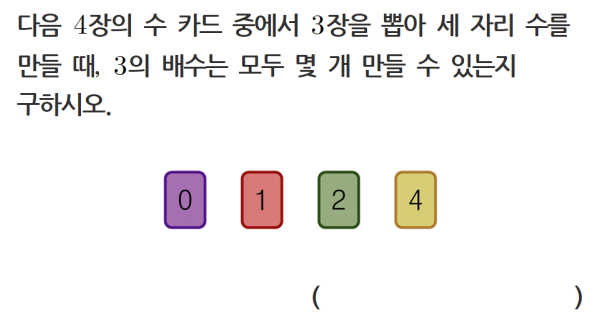 다음 4장의 수 카드 중에서 3장을 뽑아 세 자리 수를
만들 때, 3의 배수는 모두 몇 개 만들 수 있는지
구하시오.
0 1 2 4
( )